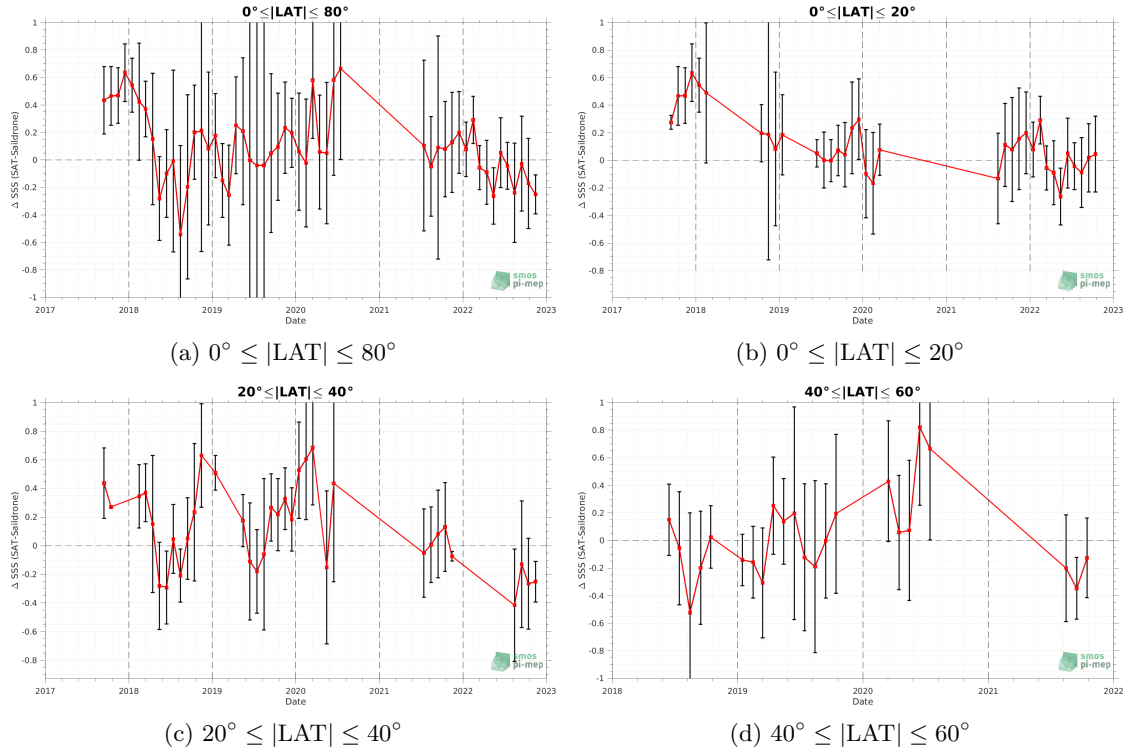 0°≤|LAT|≤ 80°
1
0.8
0.6
0.4
0.2
0
-0.2
-0.4
-0.6
-0.8
-1
Δ SSS (SAT-Saildrone)
2017 2018 2019 2020 2021 2022 2023
Date
smos
pi-mep
(a) 0° ≤ |LAT| ≤ 80°
0°≤|LAT|≤ 20°
1
0.8
0.6
0.4
0.2
0
-0.2
-0.4
-0.6
-0.8
Δ SSS (SAT-Saildrone)
2017 2018 2019 2020 2021 2022 2023
Date
smos
pi-mep
(b) 0° ≤ |LAT| ≤ 20°
20°≤|LAT|≤ 40°
1
0.8
0.6
0.4
0.2
0
-0.2
-0.4
-0.6
-0.8
Δ SSS (SAT-Saildrone)
2017 2018 2019 2020 2021 2022 2023
Date
smos
pi-mep
(c) 20° ≤ |LAT| ≤ 40°
40°≤|LAT|≤ 60°
1
0.8
0.6
0.4
0.2
0
-0.2
-0.4
-0.6
-0.8
-1
Δ SSS (SAT-Saildrone)
2018 2019 2020 2021 2022
Date
smos
pi-mep
(d) 40° ≤ |LAT| ≤ 60°